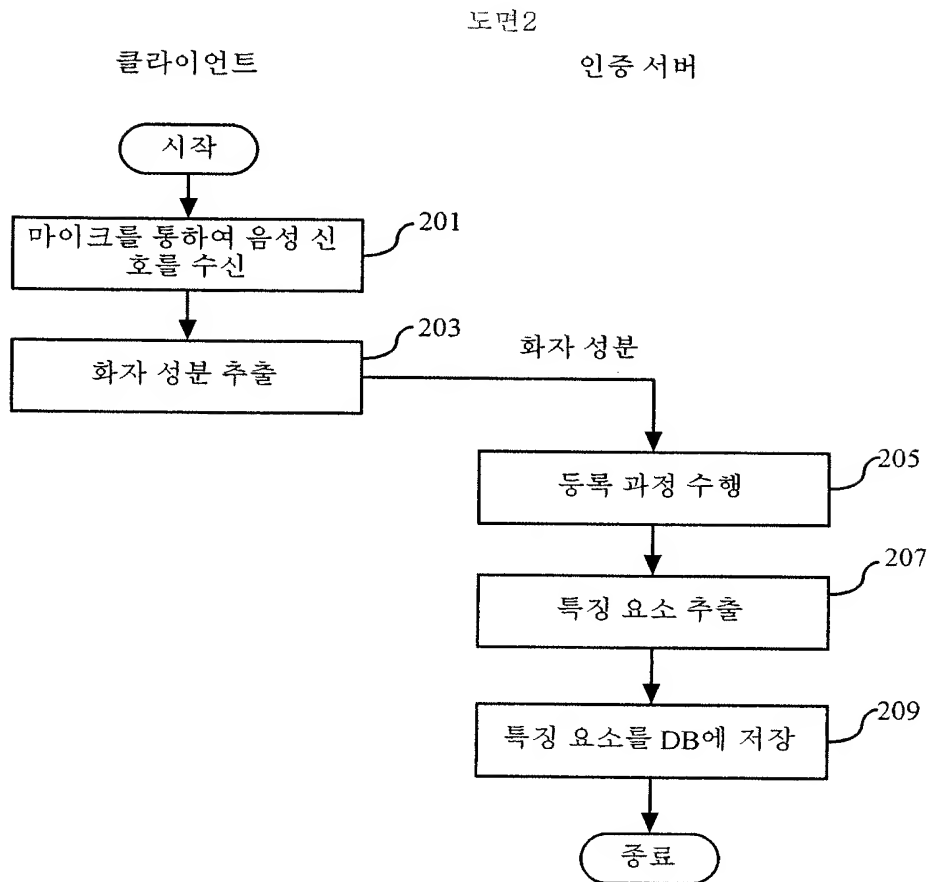 도면2
클라이언트
인증 서버
시작
마이크를 통하여 음성 신
호를 수신
201
화자 성분 추출
203
화자 성분
등록 과정 수행
205
특징 요소 추출
207
특징 요소를 DB에 저장
209
종료